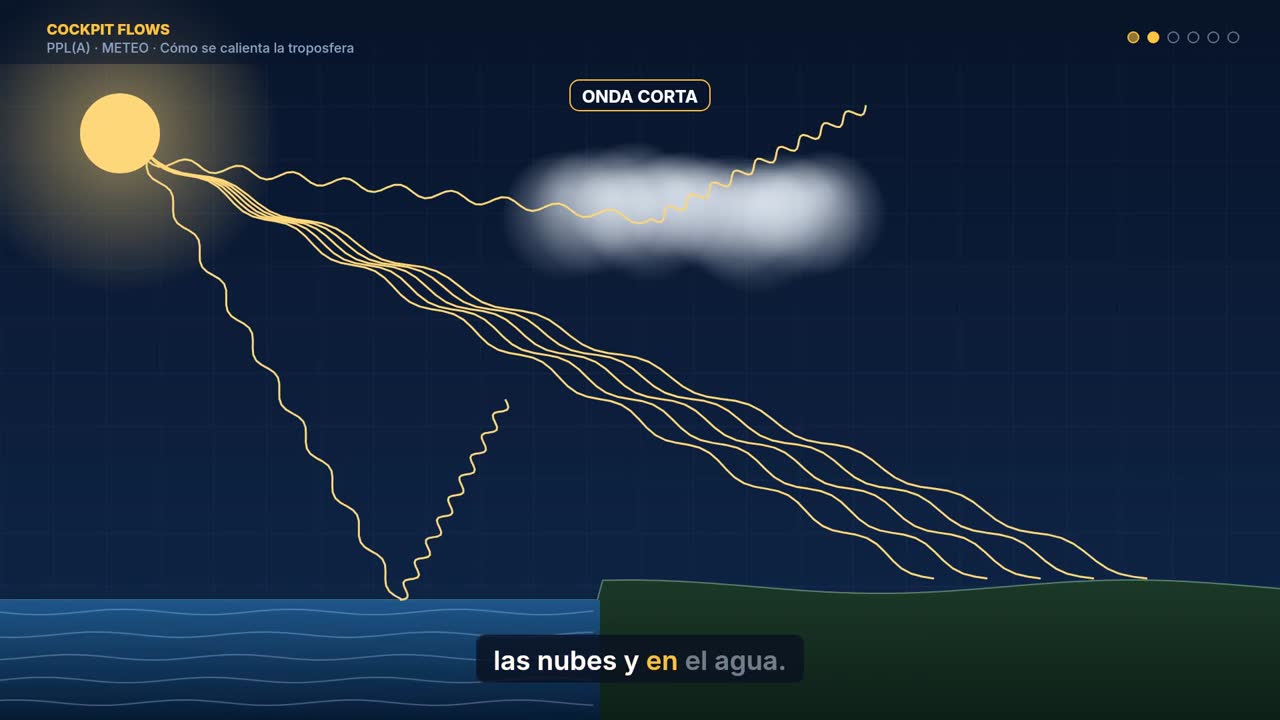 COCKPIT FLOWS
PPL(A) · METEO · Cómo se calienta la troposfera
ONDA CORTA
las nubes y en el agua.